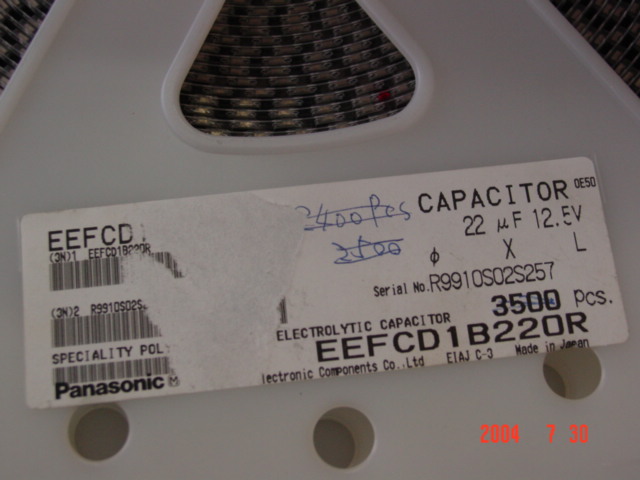 2400 Pcs
CAPACITOR OE50
EEFCD
22 μF 12.5V
(3N)1 EEFCD1B220R
2500
φ X L
Serial No. R9910S02S257
(3N)2 R9910S02S
3500 pcs.
ELECTROLYTIC CAPACITOR
SPECIALITY POL
EEFCD1B220R
Panasonic
lectronic Components Co.,Ltd EIAJ C-3 Made in Japan
2004 7 30